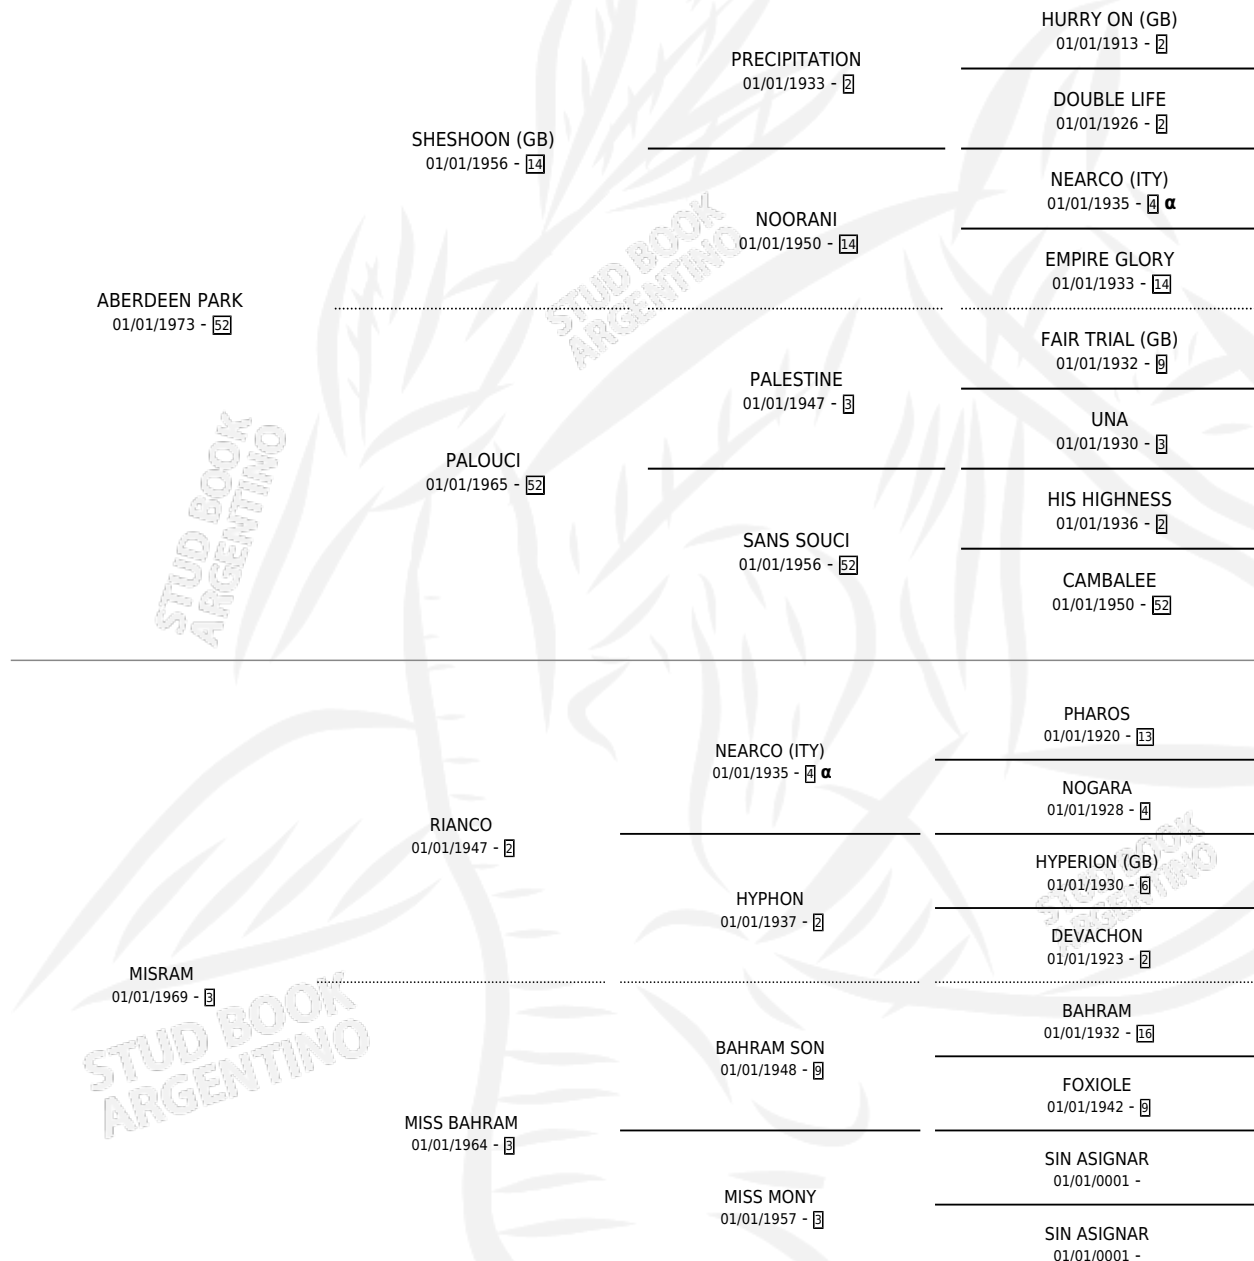 HURRY ON (GB)
01/01/1913 - 2
PRECIPITATION
01/01/1933 - 2
DOUBLE LIFE
01/01/1926 - 2
SHESHOON (GB)
01/01/1956 - 14
NEARCO (ITY)
01/01/1935 - 4 α
NOORANI
01/01/1950 - 14
EMPIRE GLORY
01/01/1933 - 14
ABERDEEN PARK
01/01/1973 - 52
FAIR TRIAL (GB)
01/01/1932 - 9
PALESTINE
01/01/1947 - 3
UNA
01/01/1930 - 3
PALOUCI
01/01/1965 - 52
HIS HIGHNESS
01/01/1936 - 2
SANS SOUCI
01/01/1956 - 52
CAMBALEE
01/01/1950 - 52
PHAROS
01/01/1920 - 13
NEARCO (ITY)
01/01/1935 - 4 α
NOGARA
01/01/1928 - 4
RIANCO
01/01/1947 - 2
HYPERION (GB)
01/01/1930 - 6
HYPHON
01/01/1937 - 2
DEVACHON
01/01/1923 - 2
MISRAM
01/01/1969 - 3
BAHRAM
01/01/1932 - 16
BAHRAM SON
01/01/1948 - 9
FOXIOLE
01/01/1942 - 9
MISS BAHRAM
01/01/1964 - 3
SIN ASIGNAR
01/01/0001 -
MISS MONY
01/01/1957 - 3
SIN ASIGNAR
01/01/0001 -
STUD BOOK
ARGENTINO
STUD BOOK
ARGENTINO
STUD BOOK
ARGENTINO
STUD BOOK
ARGENTINO